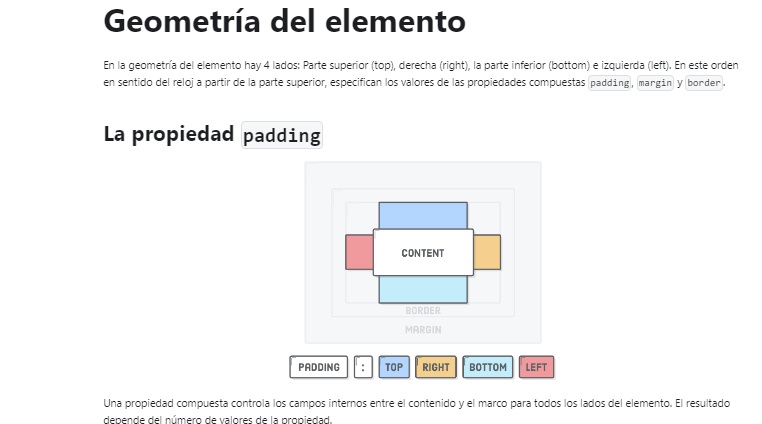 Geometría del elemento
En la geometría del elemento hay 4 lados: Parte superior (top), derecha (right), la parte inferior (bottom) e izquierda (left). En este orden
en sentido del reloj a partir de la parte superior, especifican los valores de las propiedades compuestas padding, margin y border.
La propiedad padding
CONTENT
BORDER
MARGIN
PADDING : TOP RIGHT BOTTOM LEFT
Una propiedad compuesta controla los campos internos entre el contenido y el marco para todos los lados del elemento. El resultado
depende del número de valores de la propiedad.